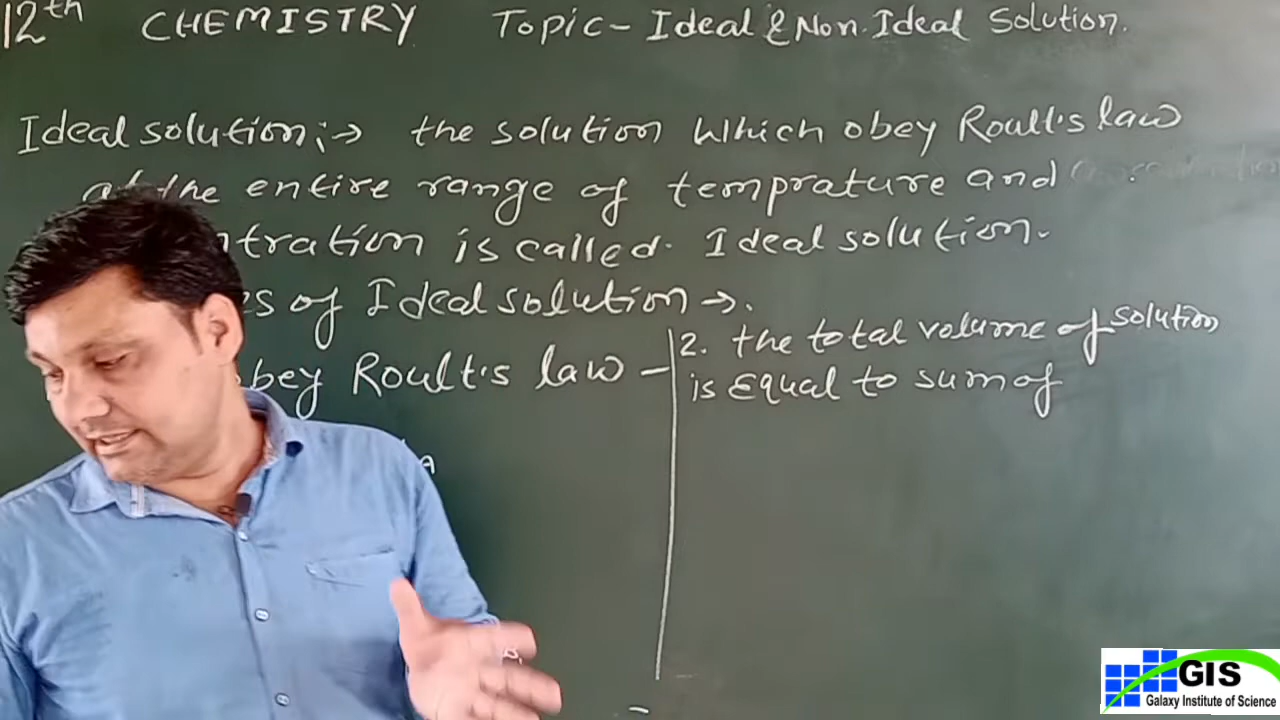 12th CHEMISTRY Topic - Ideal & Non. Ideal Solution.
Ideal solution :→ the solution which obey Roult's law
the entire range of temprature and
ntration is called. Ideal solution.
es of Ideal solution →.
obey Roult's law -
A
2. the total volume of solution
is Equal to sum of
GIS
Galaxy Institute of Science